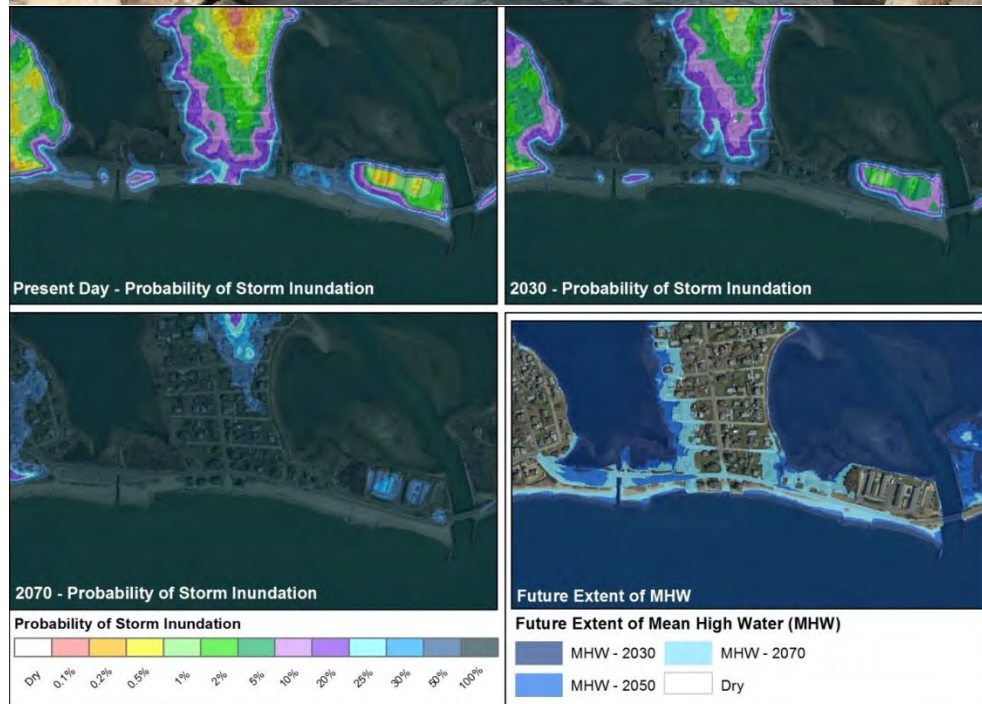 Present Day - Probability of Storm Inundation
2030 - Probability of Storm Inundation
2070 - Probability of Storm Inundation
Future Extent of MHW
Probability of Storm Inundation
Dry 0.1% 0.2% 0.5% 1% 2% 5% 10% 20% 25% 30% 50% 100%
Future Extent of Mean High Water (MHW)
MHW - 2030 MHW - 2070
MHW - 2050 Dry